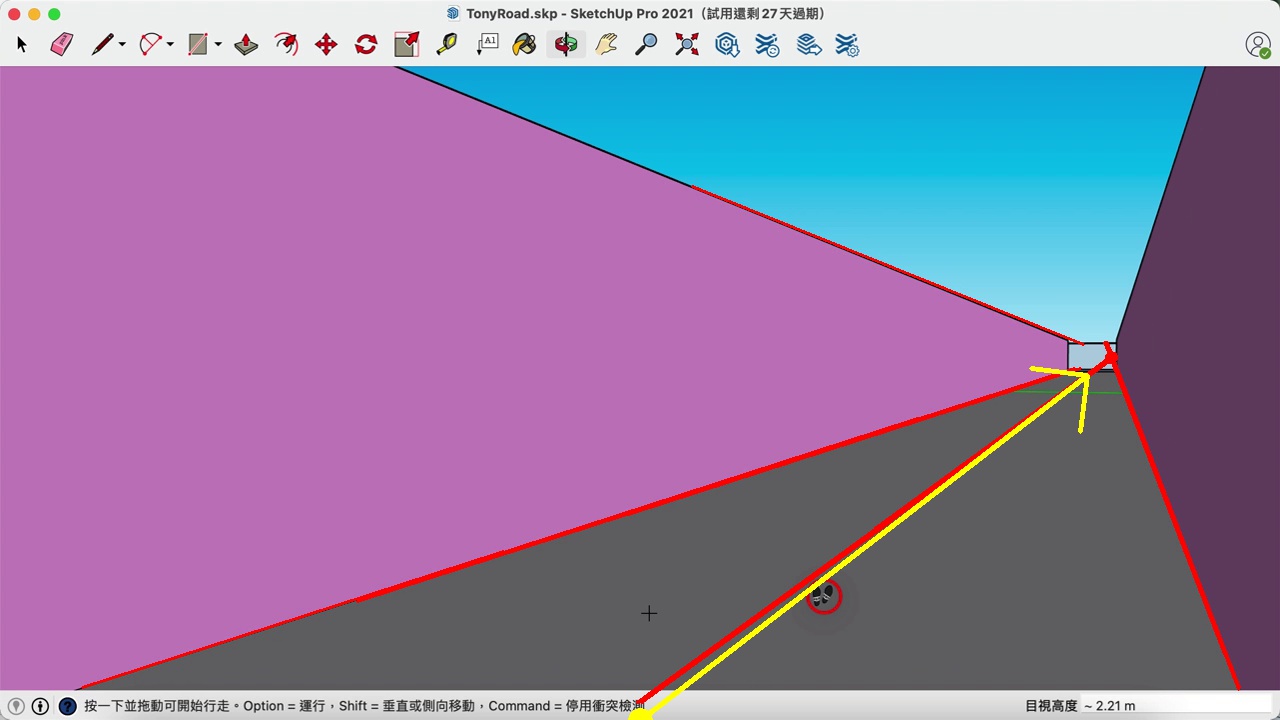 TonyRoad.skp - SketchUp Pro 2021（試用還剩 27 天過期）
A1
按一下並拖動可開始行走。Option = 運行，Shift = 垂直或側向移動，Command = 停用衝突檢測
目視高度 ~ 2.21 m